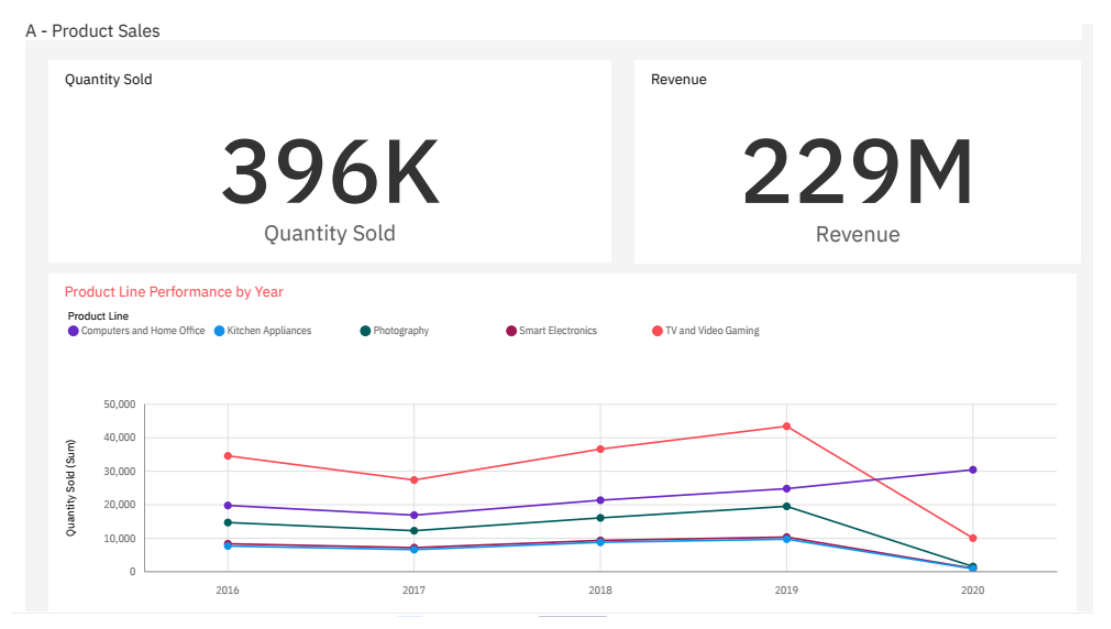 A - Product Sales
Quantity Sold
396K
Quantity Sold
Revenue
229M
Revenue
Product Line Performance by Year
Product Line
Computers and Home Office Kitchen Appliances Photography Smart Electronics TV and Video Gaming
Quantity Sold (Sum)
50,000
40,000
30,000
20,000
10,000
0
2016 2017 2018 2019 2020